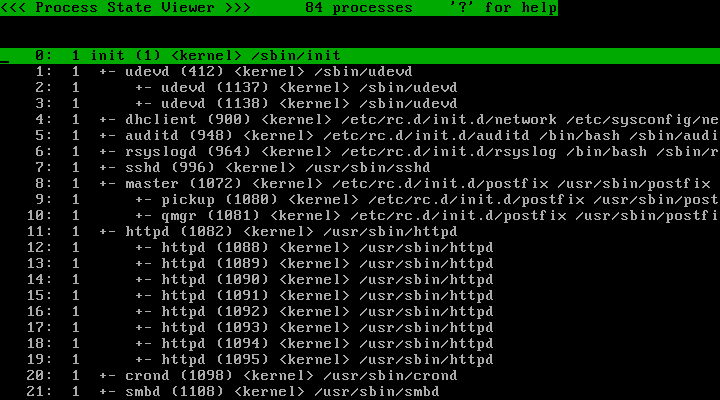 <<< Process State Viewer >>>     84 processes    '?' for help
_   0:  1 init (1) <kernel> /sbin/init
    1:  1  +- udevd (412) <kernel> /sbin/udevd
    2:  1      +- udevd (1137) <kernel> /sbin/udevd
    3:  1      +- udevd (1138) <kernel> /sbin/udevd
    4:  1  +- dhclient (900) <kernel> /etc/rc.d/init.d/network /etc/sysconfig/ne
    5:  1  +- auditd (948) <kernel> /etc/rc.d/init.d/auditd /bin/bash /sbin/audi
    6:  1  +- rsyslogd (964) <kernel> /etc/rc.d/init.d/rsyslog /bin/bash /sbin/r
    7:  1  +- sshd (996) <kernel> /usr/sbin/sshd
    8:  1  +- master (1072) <kernel> /etc/rc.d/init.d/postfix /usr/sbin/postfix
    9:  1      +- pickup (1080) <kernel> /etc/rc.d/init.d/postfix /usr/sbin/post
   10:  1      +- qmgr (1081) <kernel> /etc/rc.d/init.d/postfix /usr/sbin/postfi
   11:  1  +- httpd (1082) <kernel> /usr/sbin/httpd
   12:  1      +- httpd (1088) <kernel> /usr/sbin/httpd
   13:  1      +- httpd (1089) <kernel> /usr/sbin/httpd
   14:  1      +- httpd (1090) <kernel> /usr/sbin/httpd
   15:  1      +- httpd (1091) <kernel> /usr/sbin/httpd
   16:  1      +- httpd (1092) <kernel> /usr/sbin/httpd
   17:  1      +- httpd (1093) <kernel> /usr/sbin/httpd
   18:  1      +- httpd (1094) <kernel> /usr/sbin/httpd
   19:  1      +- httpd (1095) <kernel> /usr/sbin/httpd
   20:  1  +- crond (1098) <kernel> /usr/sbin/crond
   21:  1  +- smbd (1108) <kernel> /usr/sbin/smbd